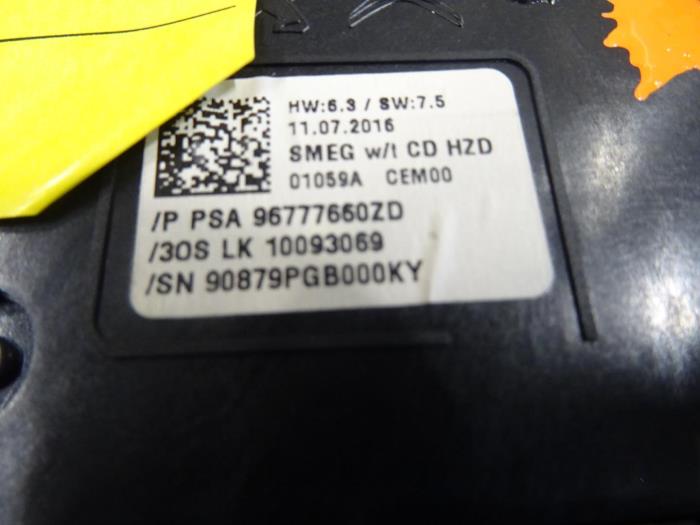 HW:6.3 / SW:7.5
11.07.2016
SMEG w/t CD HZD
01059A CEM00
/P PSA 96777660ZD
/3OS LK 10093069
/SN 90879PGB000KY